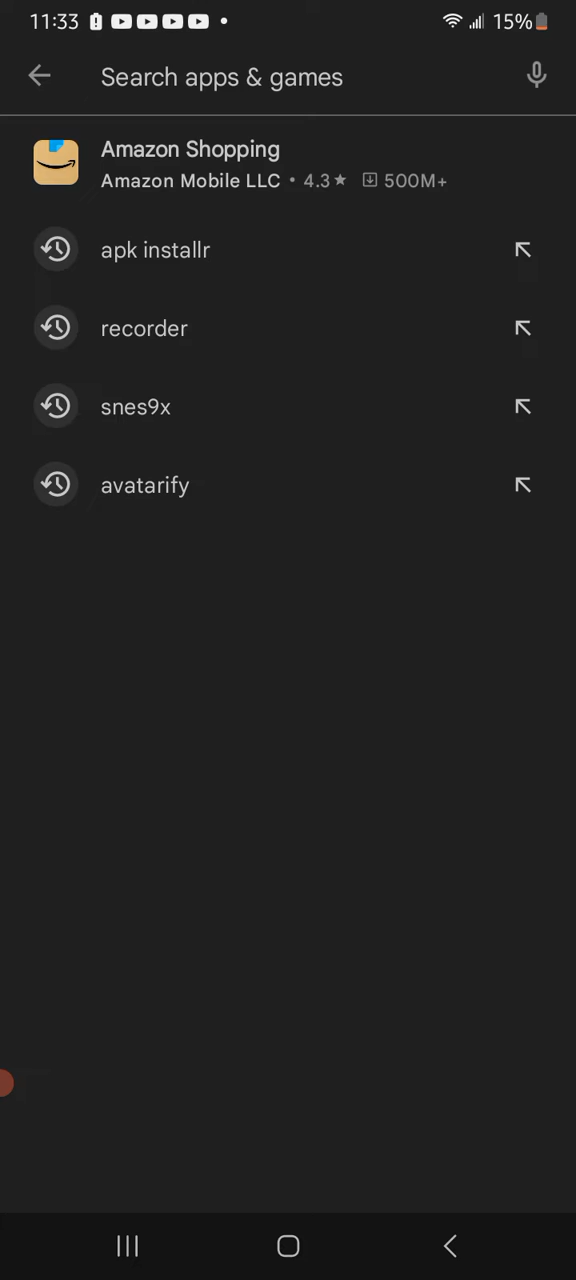 11:33
15%
Search apps & games
Amazon Shopping
Amazon Mobile LLC • 4.3★ 500M+
apk installr
recorder
snes9x
avatarify